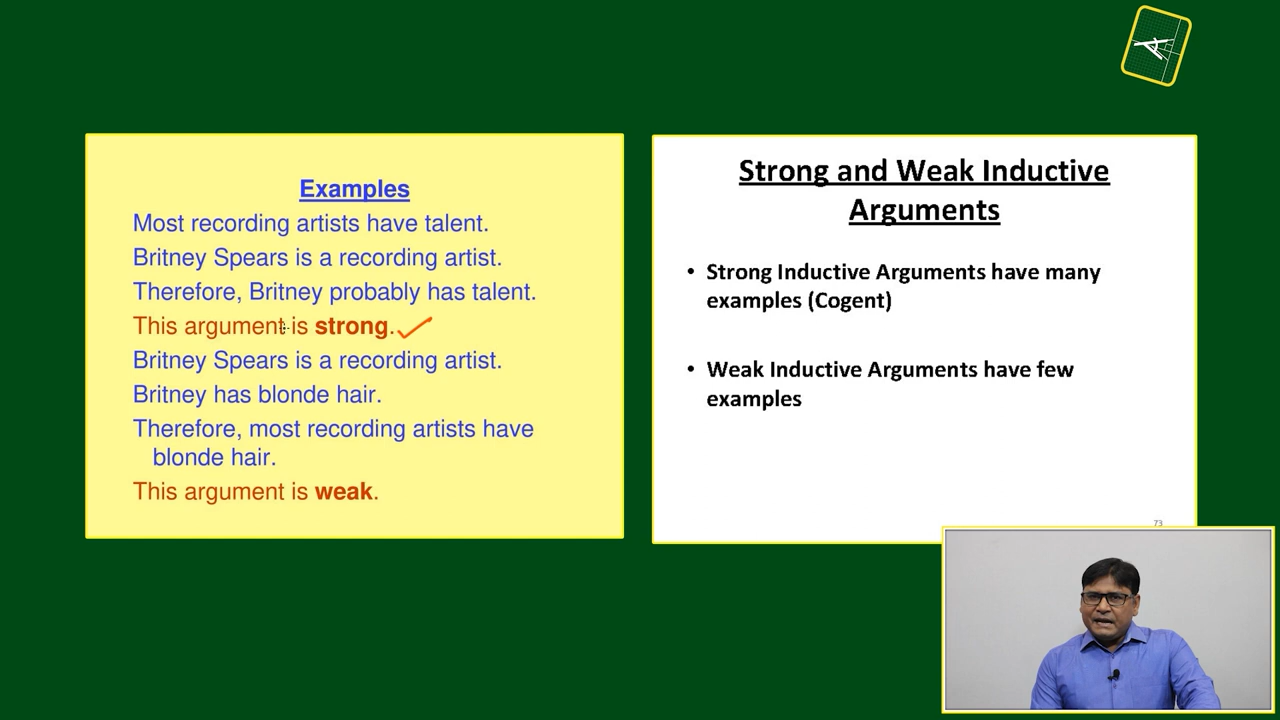 Examples
Most recording artists have talent.
Britney Spears is a recording artist.
Therefore, Britney probably has talent.
This argument is strong.
Britney Spears is a recording artist.
Britney has blonde hair.
Therefore, most recording artists have
blonde hair.
This argument is weak.
Strong and Weak Inductive
Arguments
• Strong Inductive Arguments have many
examples (Cogent)
• Weak Inductive Arguments have few
examples
73